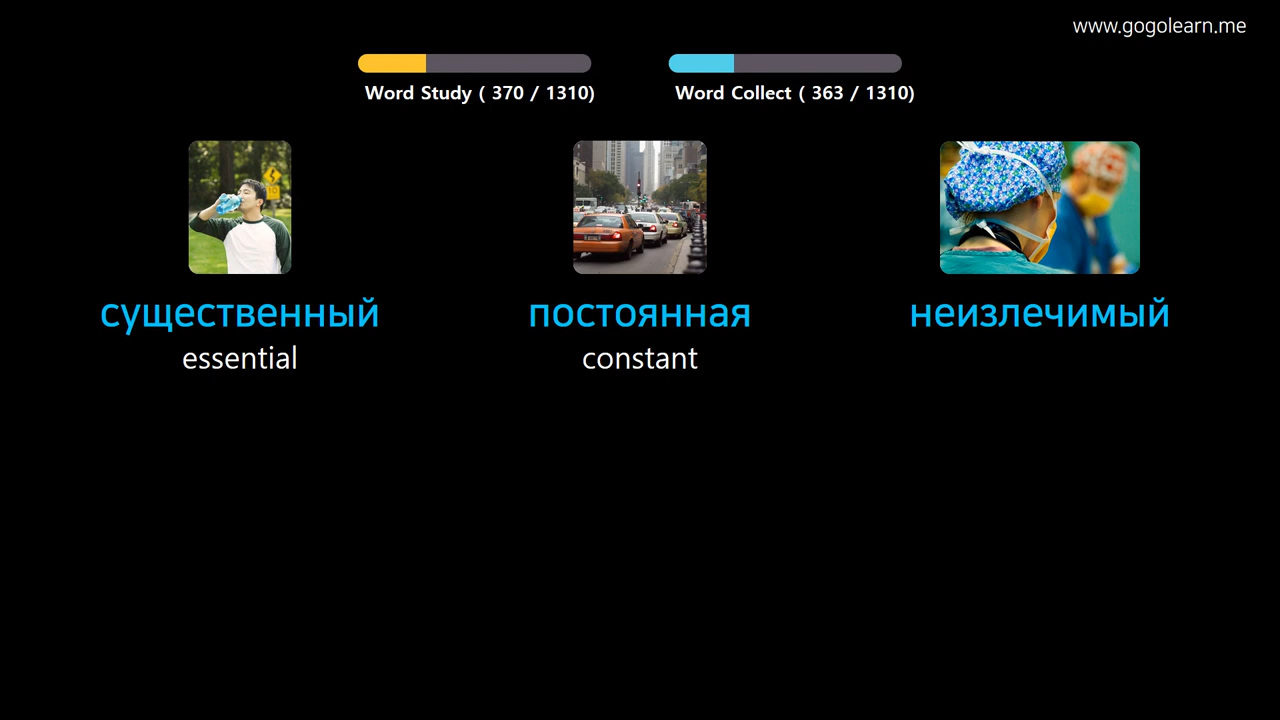 www.gogolearn.me
Word Study ( 370 / 1310)
Word Collect ( 363 / 1310)
существенный
essential
постоянная
constant
неизлечимый